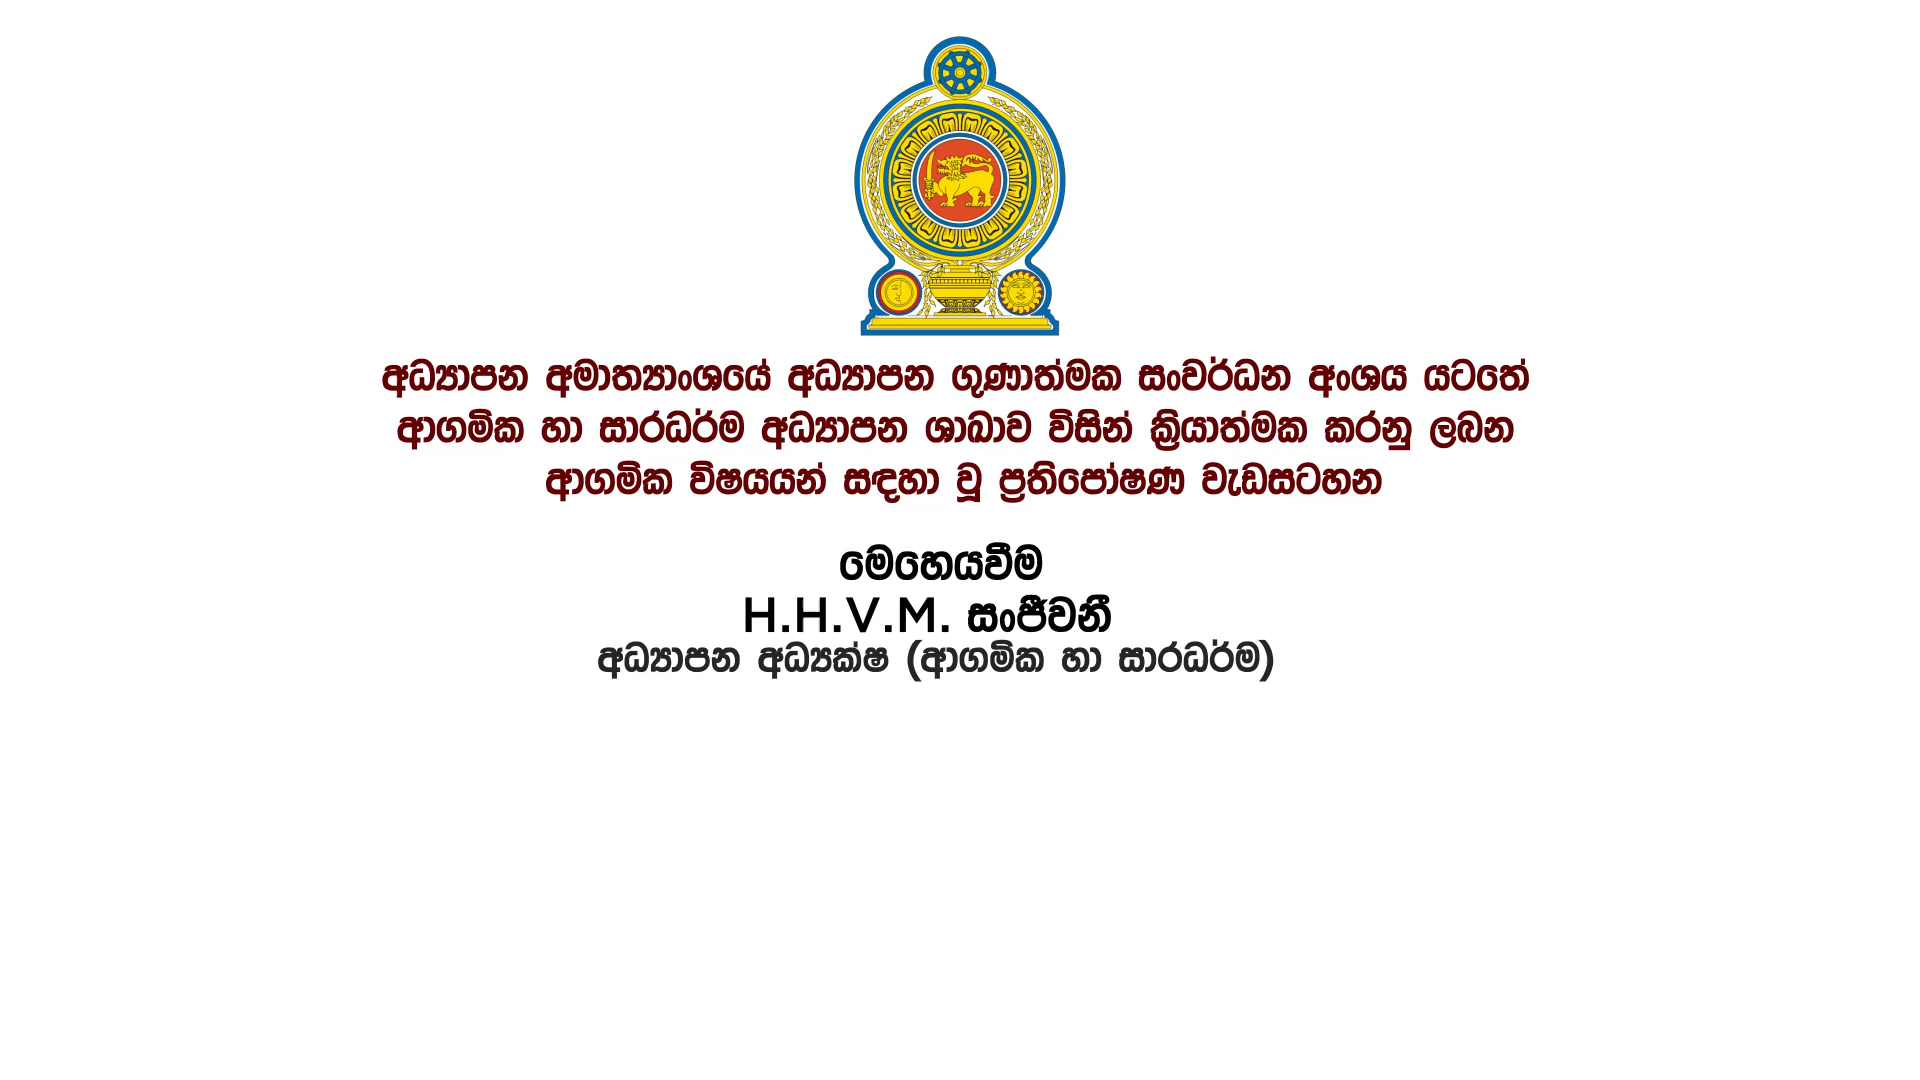 අධ්‍යාපන අමාත්‍යාංශයේ අධ්‍යාපන ගුණාත්මක සංවර්ධන අංශය යටතේ
ආගමික හා සාරධර්ම අධ්‍යාපන ශාඛාව විසින් ක්‍රියාත්මක කරනු ලබන
ආගමික විෂයයන් සඳහා වූ ප්‍රතිපෝෂණ වැඩසටහන
මෙහෙයවීම
H.H.V.M. සංජීවනී
අධ්‍යාපන අධ්‍යක්ෂ (ආගමික හා සාරධර්ම)